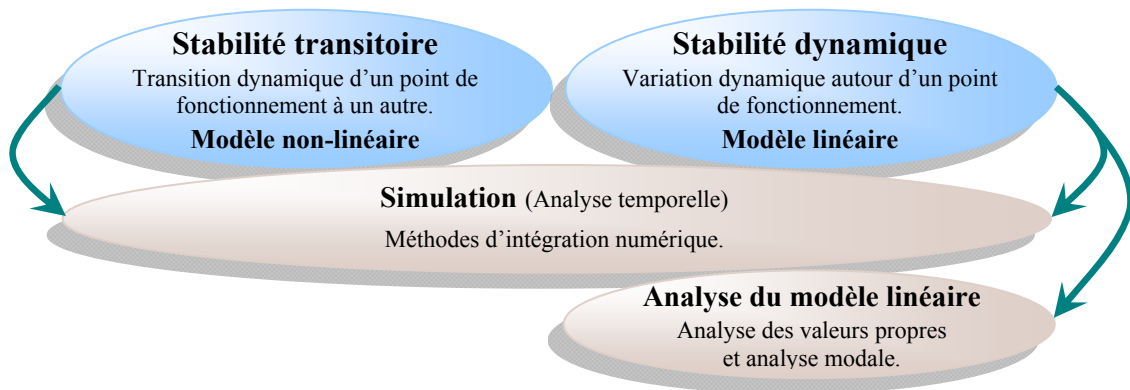 Stabilité transitoire
Transition dynamique d'un point de
fonctionnement à un autre.
Modèle non-linéaire
Stabilité dynamique
Variation dynamique autour d'un point
de fonctionnement.
Modèle linéaire
Simulation (Analyse temporelle)
Méthodes d'intégration numérique.
Analyse du modèle linéaire
Analyse des valeurs propres
et analyse modale.